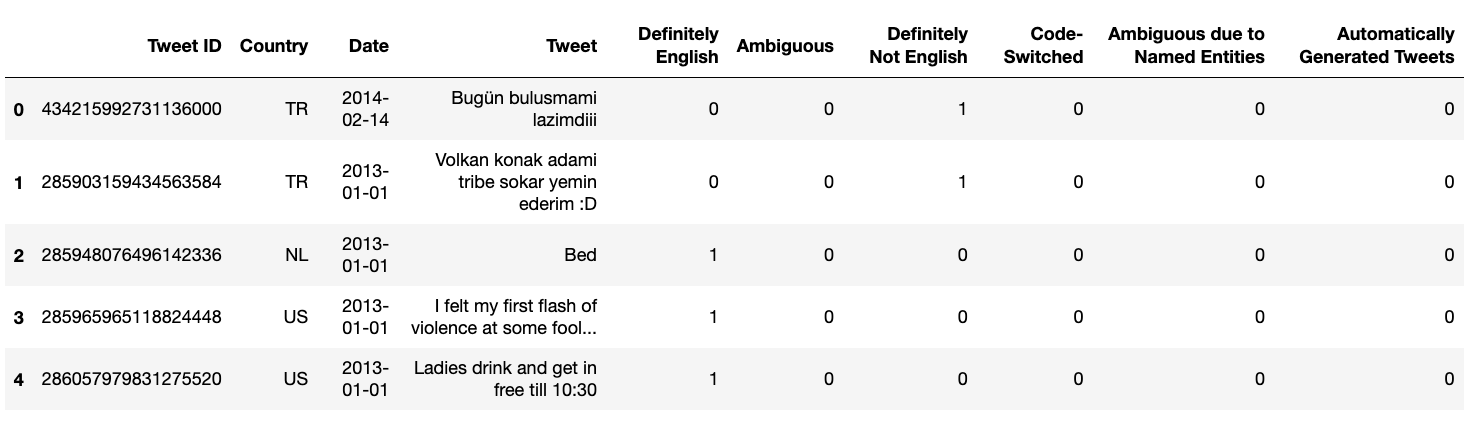 Tweet ID Country Date Tweet Definitely English Ambiguous Definitely Not English Code-Switched Ambiguous due to Named Entities Automatically Generated Tweets
0 434215992731136000 TR 2014-02-14 Bugün bulusmami lazimdiii 0 0 1 0 0 0
1 285903159434563584 TR 2013-01-01 Volkan konak adami tribe sokar yemin ederim :D 0 0 1 0 0 0
2 285948076496142336 NL 2013-01-01 Bed 1 0 0 0 0 0
3 285965965118824448 US 2013-01-01 I felt my first flash of violence at some fool... 1 0 0 0 0 0
4 286057979831275520 US 2013-01-01 Ladies drink and get in free till 10:30 1 0 0 0 0 0